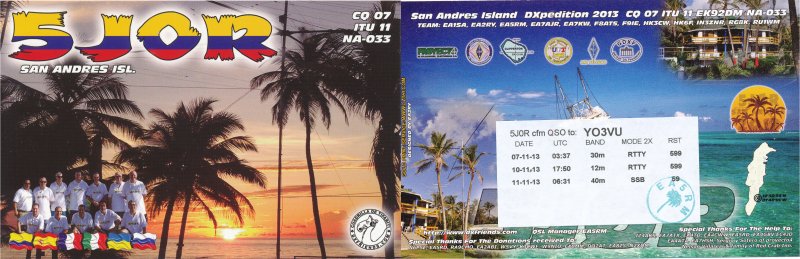 5J0R
SAN ANDRES ISL.
CQ 07
ITU 11
NA-033
San Andres Island DXpedition 2013 CQ 07 ITU 11 EK92DM NA-033
TEAM: EA1SA, EA2RY, EA5RM, EA7AJR, EA7KW, F8ATS, F9IE, HK3CW, HK6F, IN3ZNR, RG8K, RU1WM
5J0R cfm QSO to: YO3VU
DATE UTC BAND MODE 2X RST
07-11-13 03:37 30m RTTY 599
10-11-13 17:50 12m RTTY 599
11-11-13 06:31 40m SSB 59
EA5RM
http://www.dxfriends.com QSL Manager EA5RM
Special Thanks For The Donations received to
Special Thanks For The Help To: